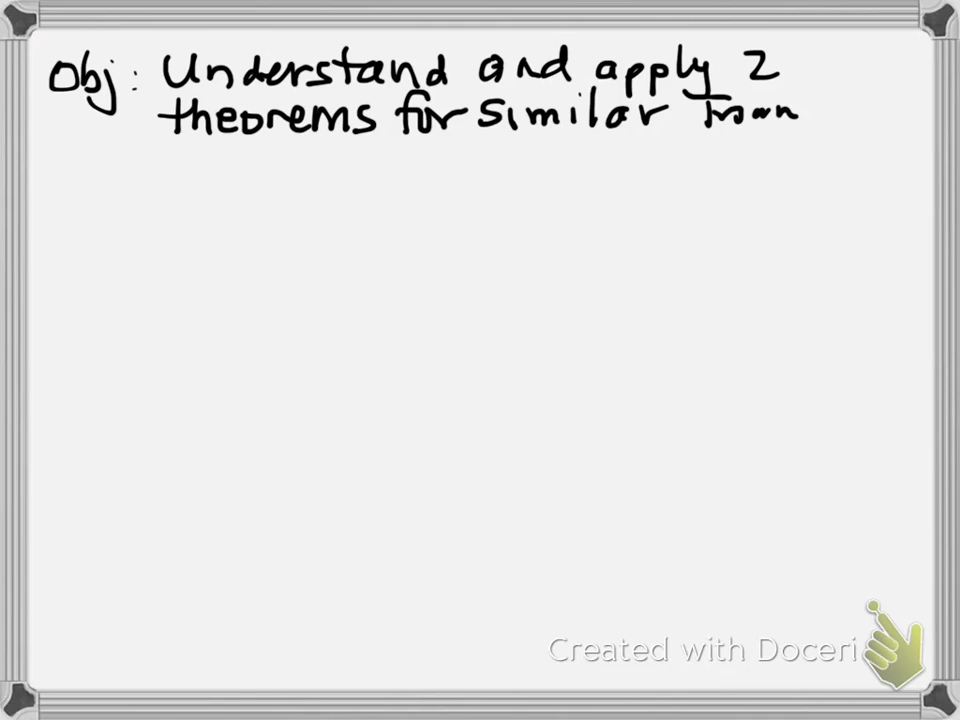 Obj: Understand and apply 2
theorems for similar
Created with Doceri